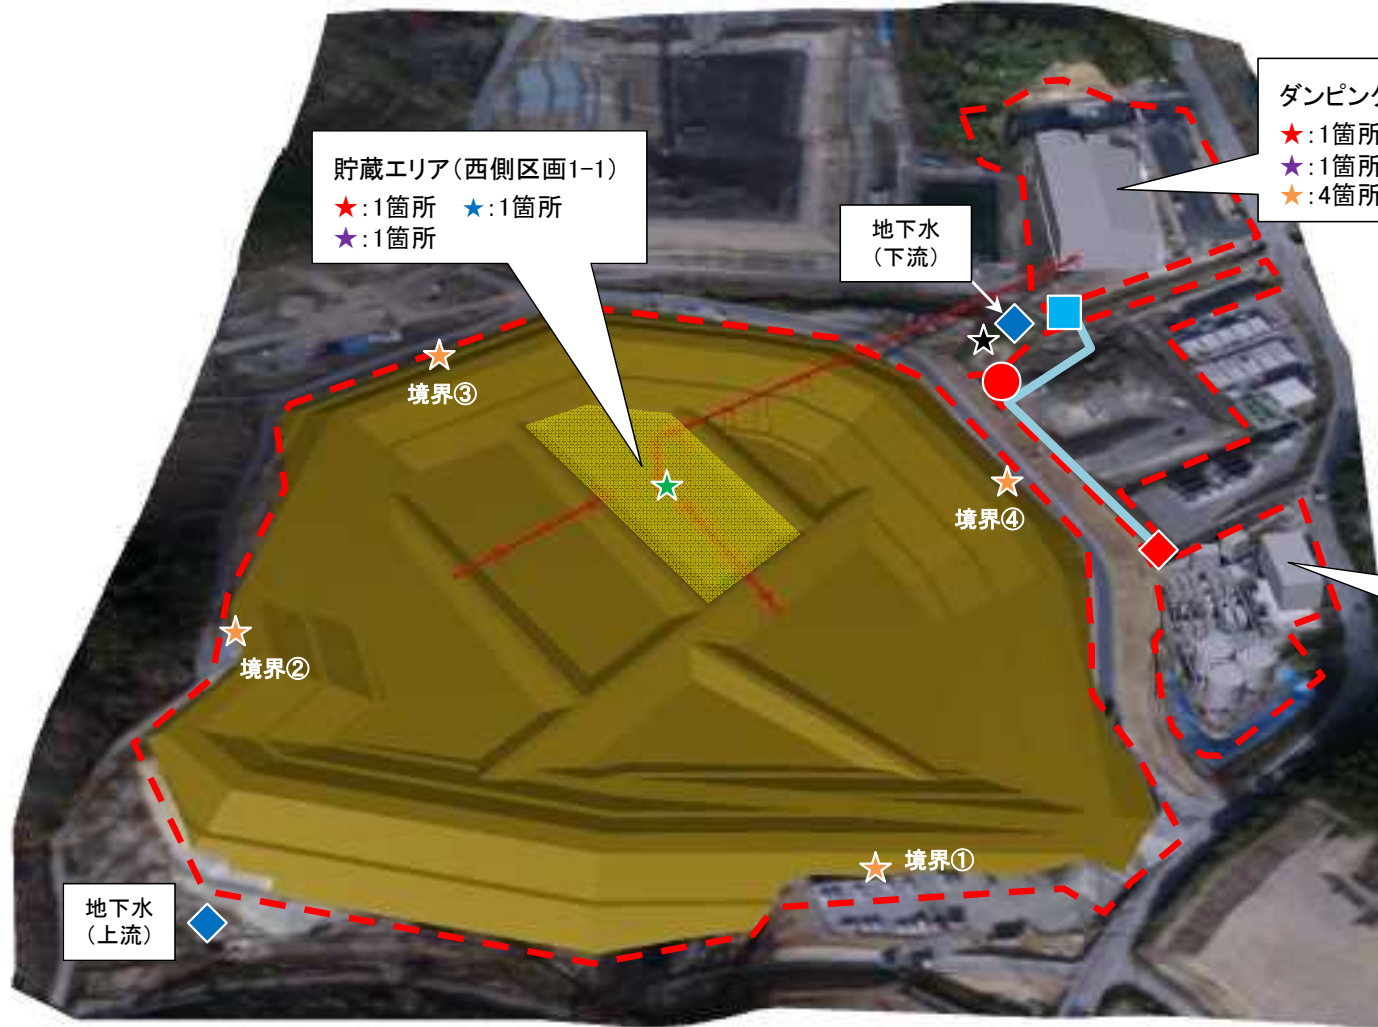 ダンピング
★:1箇所
★:1箇所
★:4箇所
貯蔵エリア(西側区画1-1)
★:1箇所 ★:1箇所
★:1箇所
地下水
(下流)
境界③
境界④
境界②
境界①
地下水
(上流)